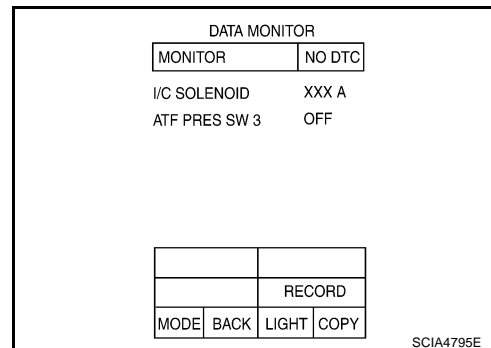 DATA MONITOR
MONITOR NO DTC
I/C SOLENOID XXX A
ATF PRES SW 3 OFF
RECORD
MODE BACK LIGHT COPY
SCIA4795E